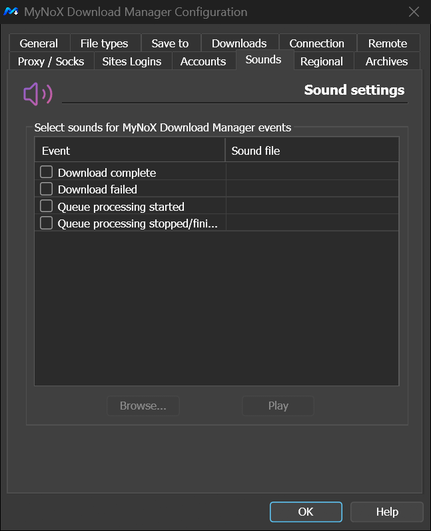 MyNoX Download Manager Configuration
General File types Save to Downloads Connection Remote
Proxy / Socks Sites Logins Accounts Sounds Regional Archives
Sound settings
Select sounds for MyNoX Download Manager events
Event Sound file
Download complete
Download failed
Queue processing started
Queue processing stopped/fini...
Browse... Play
OK Help